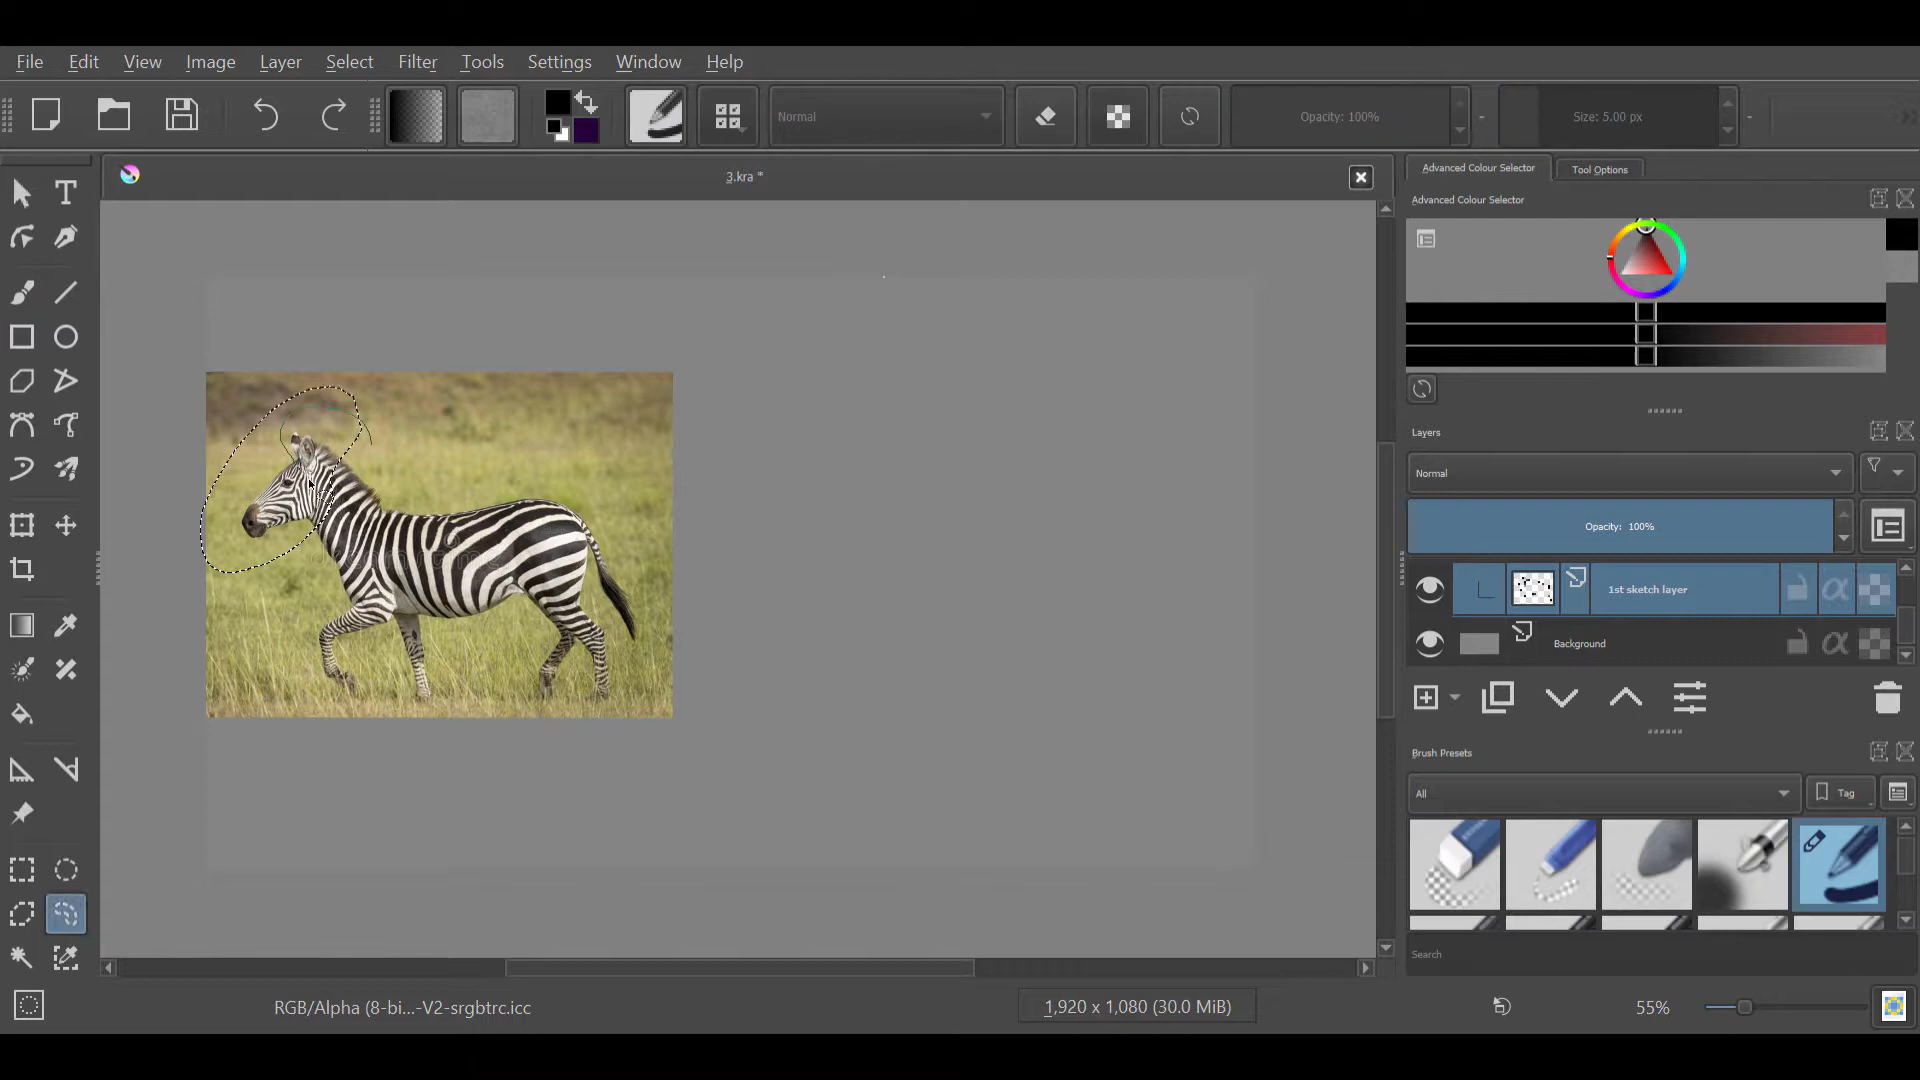 File Edit View Image Layer Select Filter Tools Settings Window Help
Normal
Opacity: 100%
Size: 5.00 px
3.kra *
Advanced Colour Selector
Tool Options
Advanced Colour Selector
Layers
Normal
Opacity: 100%
1st sketch layer
Background
Brush Presets
All
Tag
Search
RGB/Alpha (8-bi...-V2-srgbtrc.icc
1,920 x 1,080 (30.0 MiB)
55%